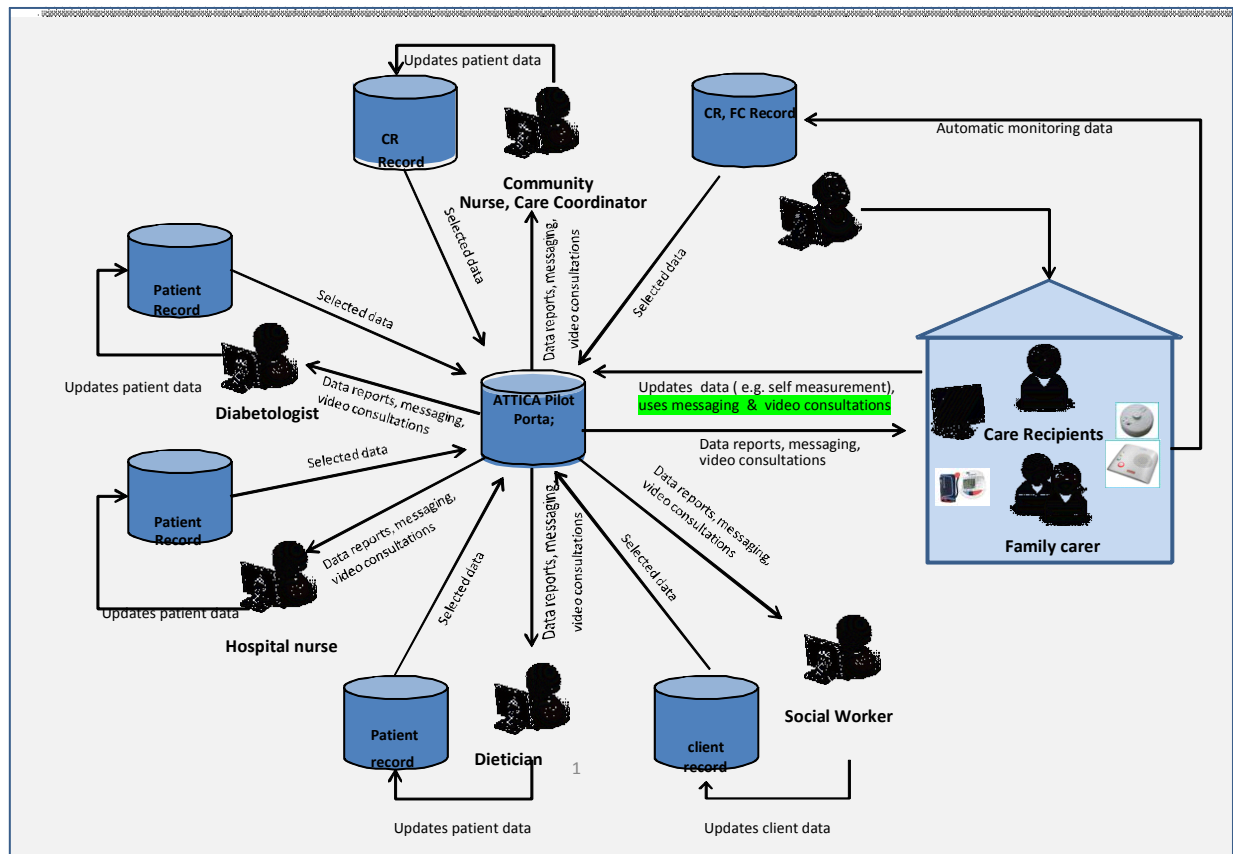 Updates patient data
CR
Record
CR, FC Record
Automatic monitoring data
Community
Nurse, Care Coordinator
Selected data
Data reports, messaging,
video consultations
Selected data
Patient
Record
Selected data
Updates patient data
Diabetologist
Data reports, messaging,
video consultations
ATTICA Pilot
Porta;
Updates  data ( e.g. self measurement),
uses messaging  &  video consultations
Data reports, messaging,
video consultations
Care Recipients
Family carer
Patient
Record
Selected data
Updates patient data
Data reports, messaging,
video consultations
Hospital nurse
Selected data
Data reports, messaging,
video consultations
Selected data
Data reports, messaging,
video consultations
Patient
record
Dietician
1
client
record
Social Worker
Updates patient data
Updates client data